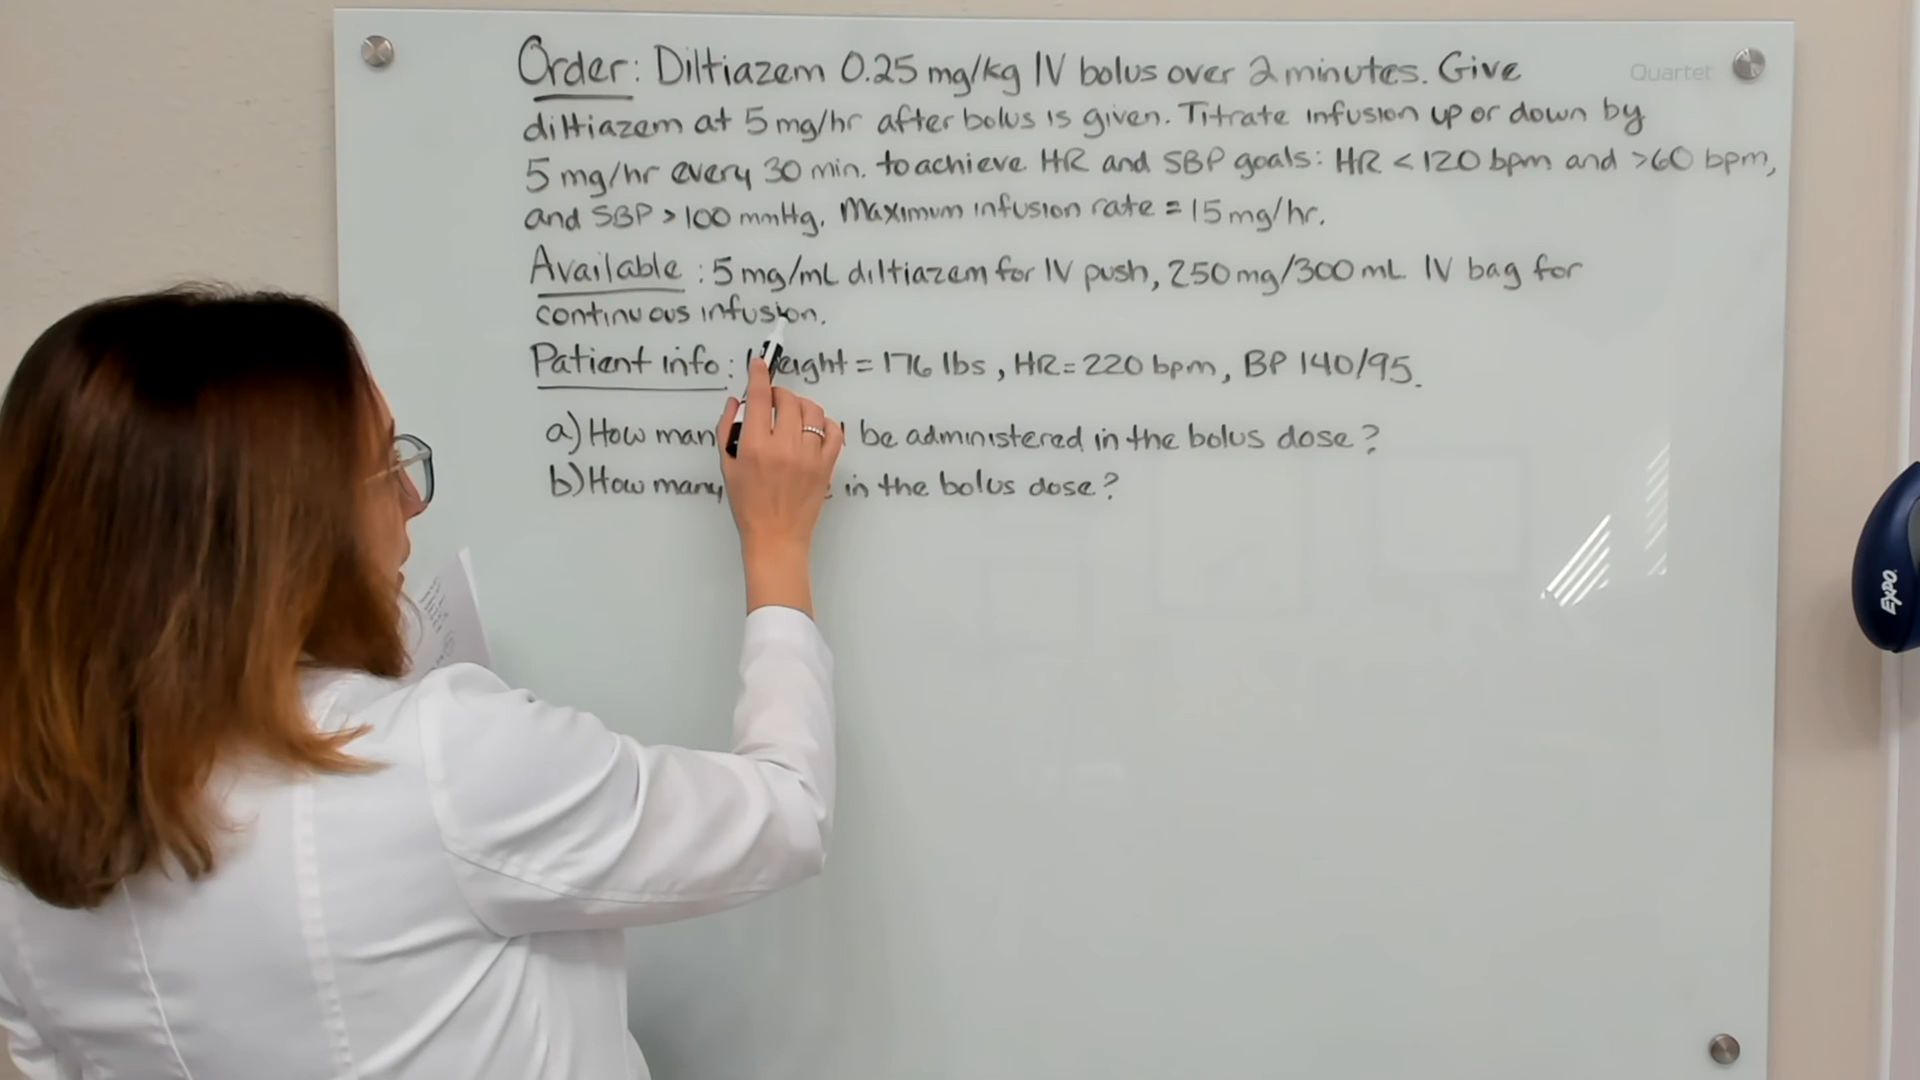 Order: Diltiazem 0.25 mg/kg IV bolus over 2 minutes. Give
diltiazem at 5 mg/hr after bolus is given. Titrate infusion up or down by
5 mg/hr every 30 min. to achieve HR and SBP goals: HR < 120 bpm and >60 bpm,
and SBP > 100 mmHg. Maximum infusion rate = 15 mg/hr.
Available: 5 mg/mL diltiazem for IV push, 250 mg/300 mL IV bag for
continuous infusion.
Patient info: Weight = 176 lbs, HR = 220 bpm, BP 140/95.
a) How be administered in the bolus dose?
b) How many in the bolus dose?
Quartet
EXPO